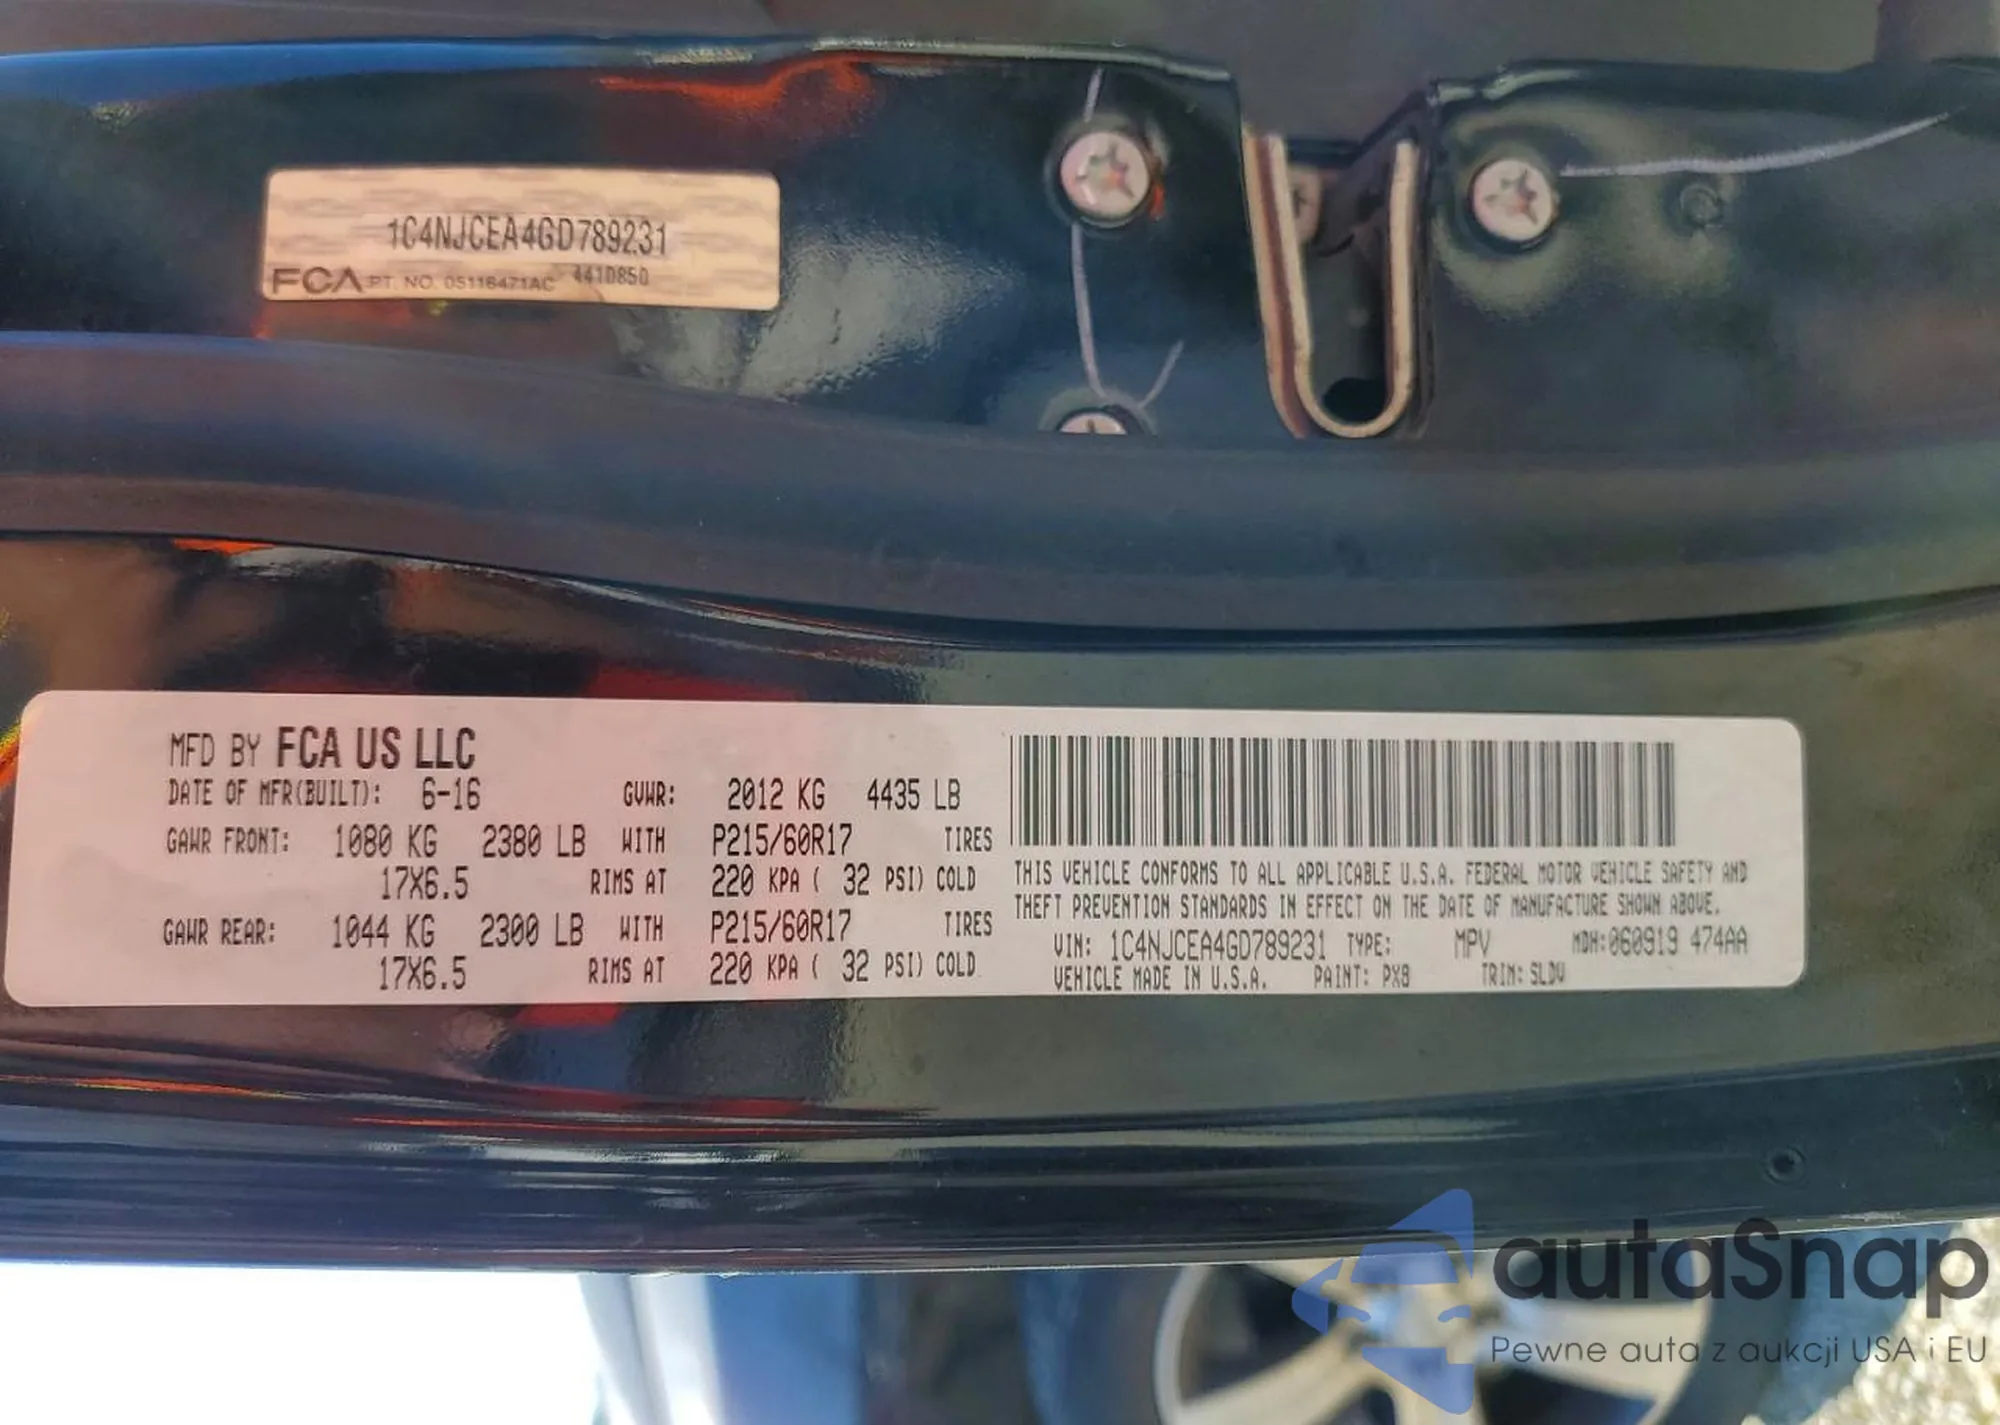 1C4NJCEA4GD789231
FCA PT. NO. 05116471AC 441D850
MFD BY FCA US LLC
DATE OF MFR(BUILT): 6-16 GVWR: 2012 KG 4435 LB
GAWR FRONT: 1080 KG 2380 LB WITH P215/60R17 TIRES
17X6.5 RIMS AT 220 KPA ( 32 PSI) COLD
GAWR REAR: 1044 KG 2300 LB WITH P215/60R17 TIRES
17X6.5 RIMS AT 220 KPA ( 32 PSI) COLD
THIS VEHICLE CONFORMS TO ALL APPLICABLE U.S.A. FEDERAL MOTOR VEHICLE SAFETY AND
THEFT PREVENTION STANDARDS IN EFFECT ON THE DATE OF MANUFACTURE SHOWN ABOVE.
VIN: 1C4NJCEA4GD789231 TYPE: MPV MDH:060919 474AA
VEHICLE MADE IN U.S.A. PAINT: PX8 TRIM: SLDV
autaSnap
Pewne auta z aukcji USA i EU